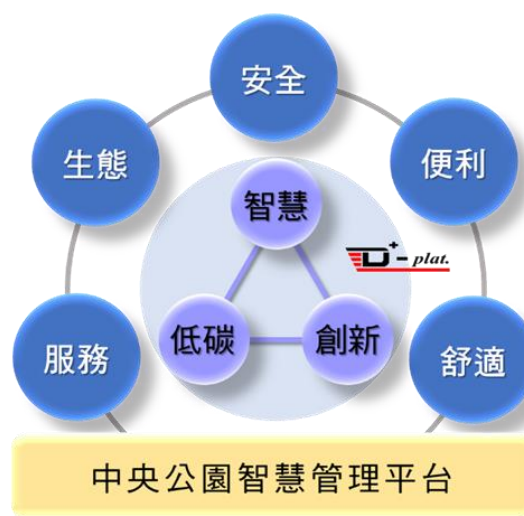 安全
生態
便利
智慧
D+-plat.
低碳
創新
服務
舒適
中央公園智慧管理平台